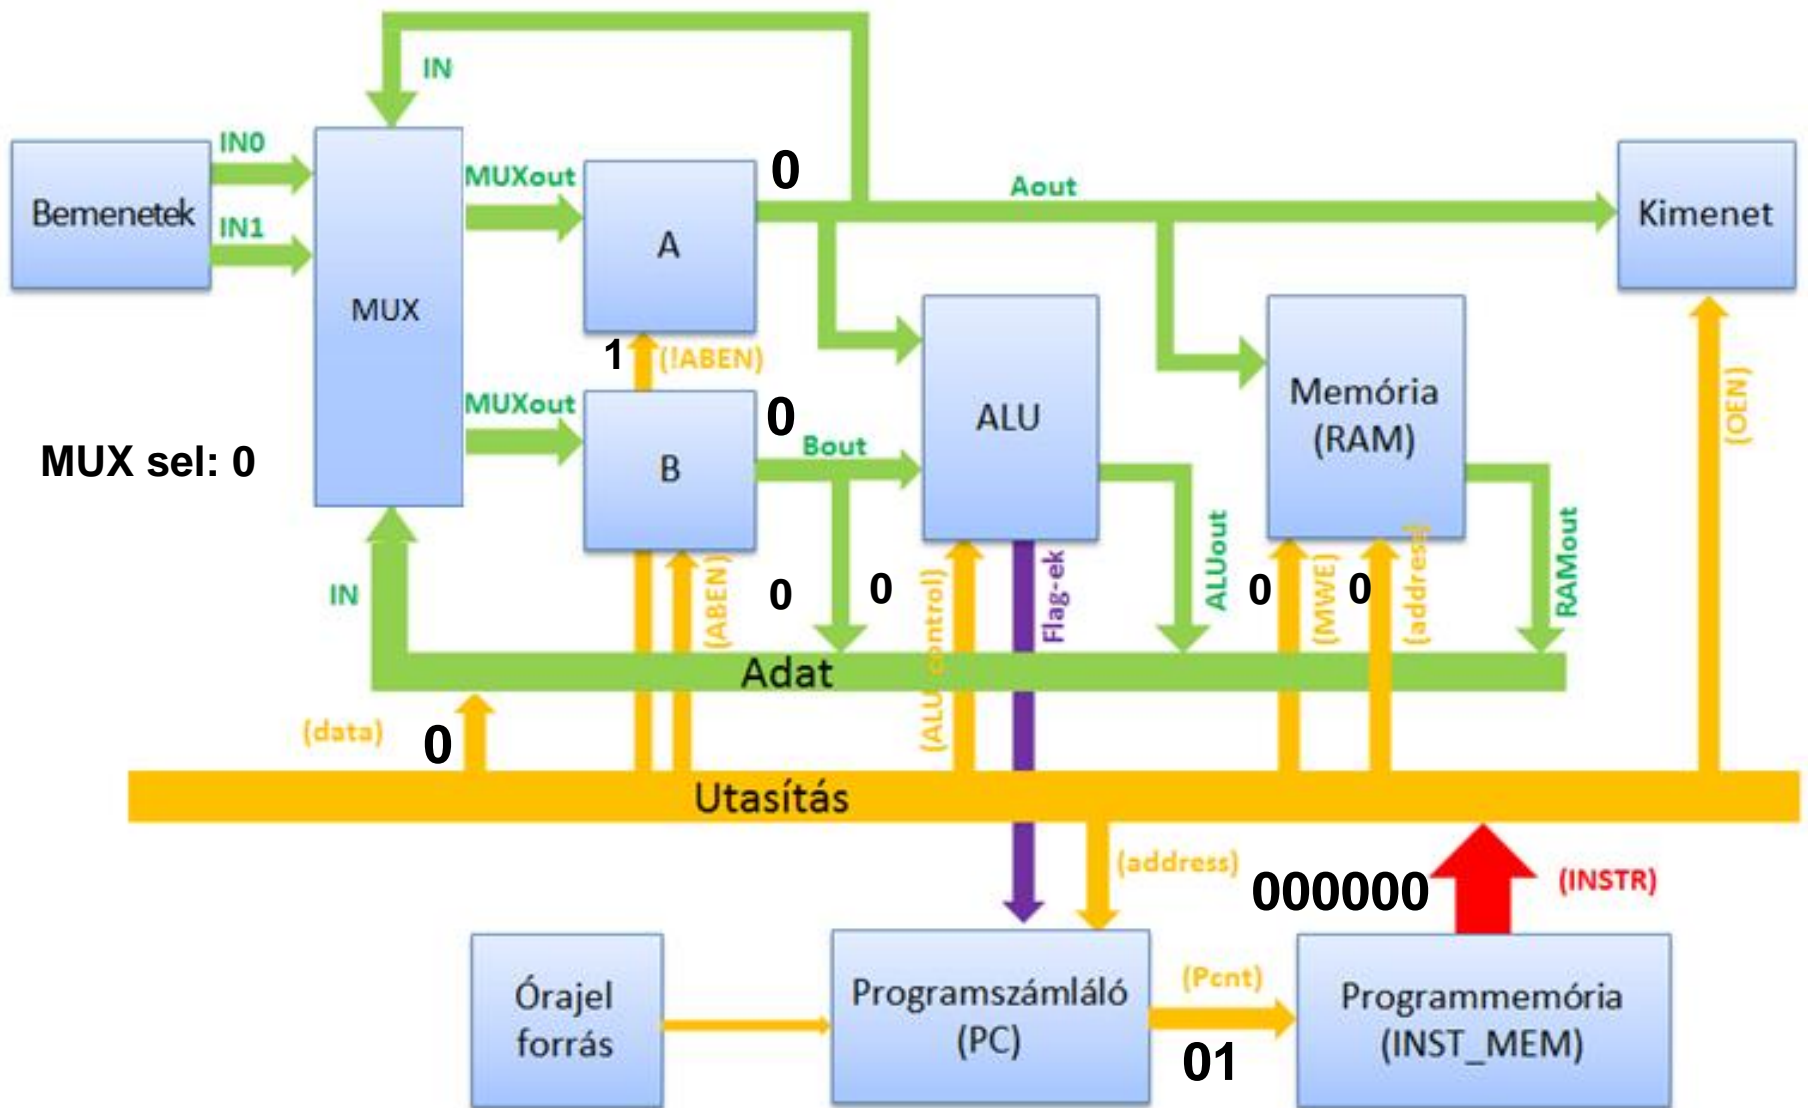 IN
Bemenetek
IN0
IN1
MUX
MUXout
A
0
Aout
Kimenet
1
(!ABEN)
MUXout
B
0
Bout
ALU
Memória
(RAM)
(OEN)
MUX sel: 0
IN
(ABEN)
0
0
(ALU control)
Flag-ek
ALUout
0
(MWE)
0
(address)
RAMout
Adat
(data)
0
Utasítás
(address)
000000
(INSTR)
Órajel
forrás
Programszámláló
(PC)
(Pcnt)
01
Programmemória
(INST_MEM)